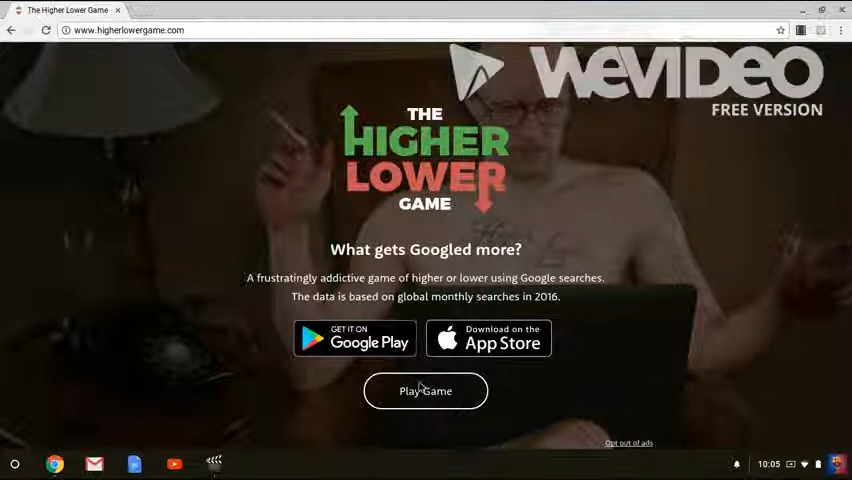 The Higher Lower Game
www.higherlowergame.com
WEVIDEO
FREE VERSION
THE
HIGHER
LOWER
GAME
What gets Googled more?
A frustratingly addictive game of higher or lower using Google searches.
The data is based on global monthly searches in 2016.
GET IT ON
Google Play
Download on the
App Store
Play Game
Opt out of ads
10:05